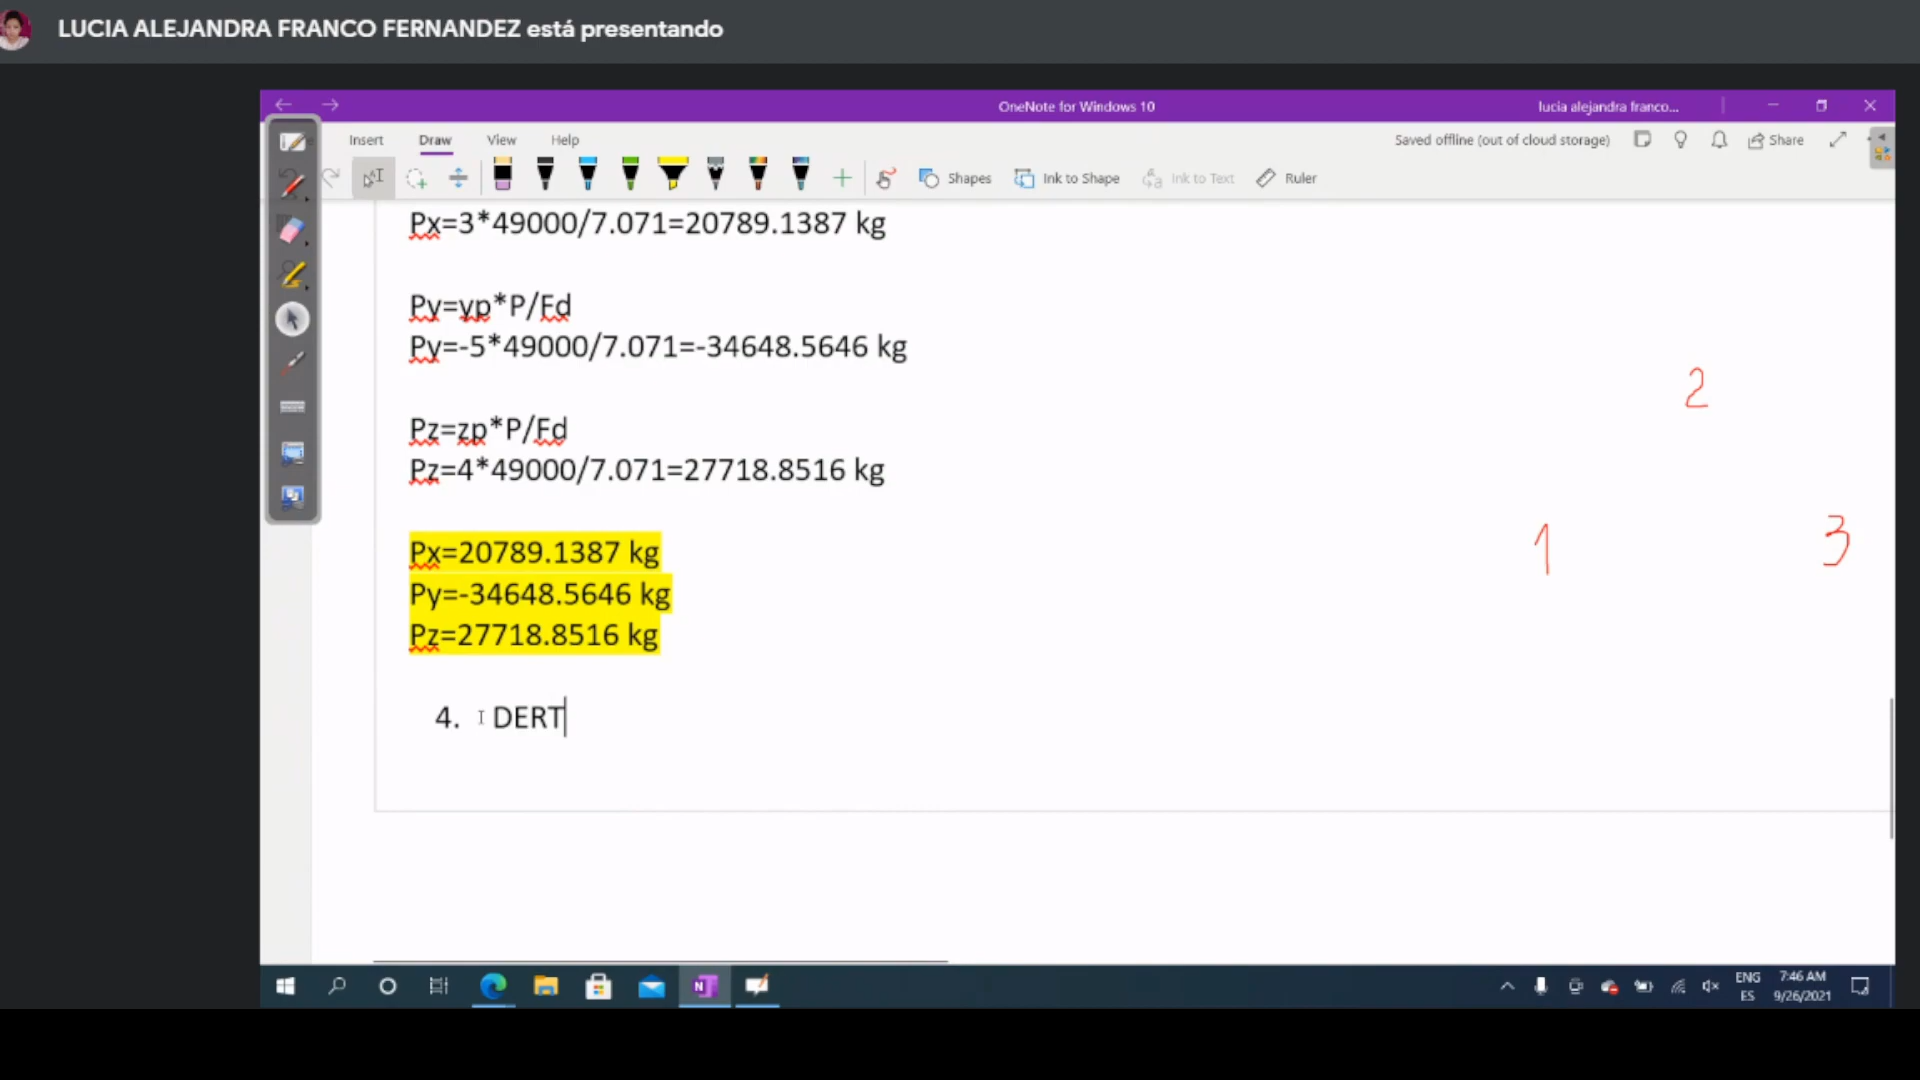 LUCIA ALEJANDRA FRANCO FERNANDEZ está presentando
OneNote for Windows 10
lucia alejandra franco...
Insert
Draw
View
Help
Saved offline (out of cloud storage)
Share
Shapes
Ink to Shape
Ink to Text
Ruler
Px=3*49000/7.071=20789.1387 kg
Py=yp*P/Fd
Py=-5*49000/7.071=-34648.5646 kg
2
Pz=zp*P/Fd
Pz=4*49000/7.071=27718.8516 kg
1
3
Px=20789.1387 kg
Py=-34648.5646 kg
Pz=27718.8516 kg
4. DERT
ENG
ES
7:46 AM
9/26/2021